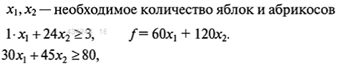 x₁, x₂ — необходимое количество яблок и абрикосов
1·x₁ + 24x₂ ≥ 3,  f = 60x₁ + 120x₂.
30x₁ + 45x₂ ≥ 80,